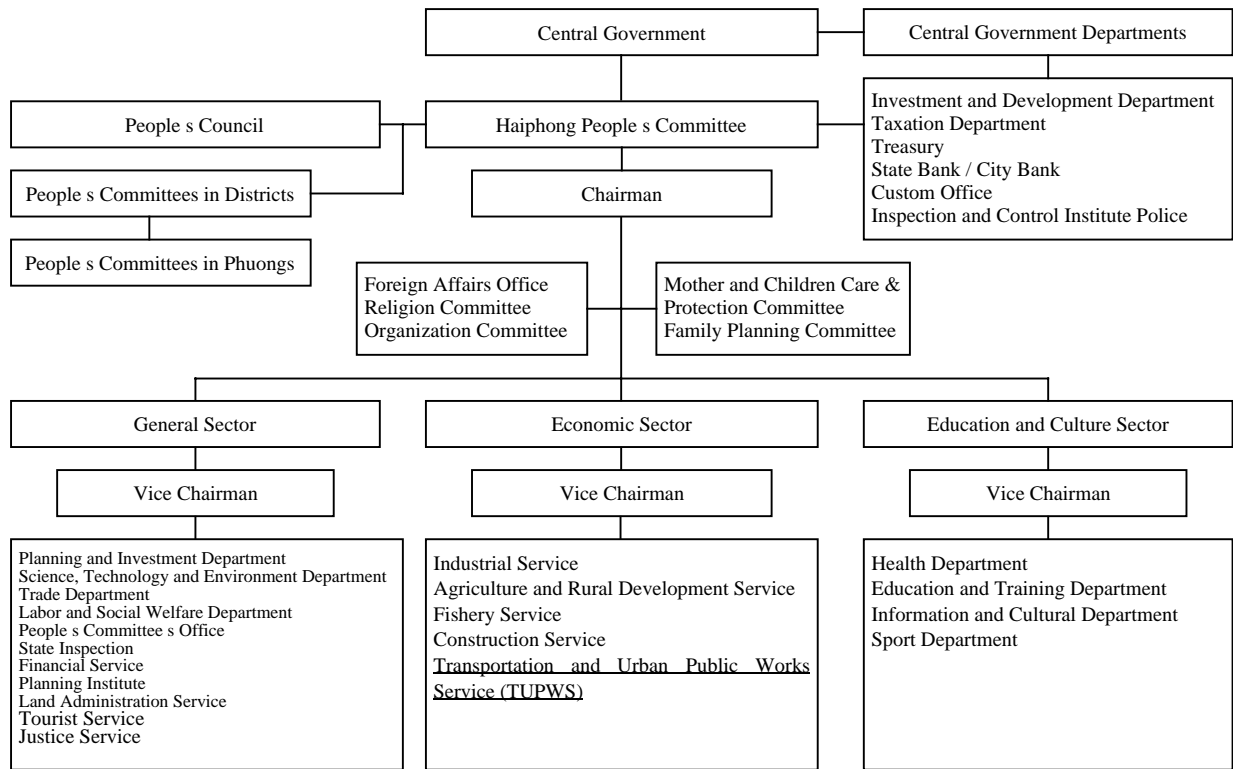 Central Government
Central Government Departments
People s Council
Haiphong People s Committee
Investment and Development Department
Taxation Department
Treasury
State Bank / City Bank
Custom Office
Inspection and Control Institute Police
People s Committees in Districts
Chairman
People s Committees in Phuongs
Foreign Affairs Office
Religion Committee
Organization Committee
Mother and Children Care &
Protection Committee
Family Planning Committee
General Sector
Economic Sector
Education and Culture Sector
Vice Chairman
Vice Chairman
Vice Chairman
Planning and Investment Department
Science, Technology and Environment Department
Trade Department
Labor and Social Welfare Department
People s Committee s Office
State Inspection
Financial Service
Planning Institute
Land Administration Service
Tourist Service
Justice Service
Industrial Service
Agriculture and Rural Development Service
Fishery Service
Construction Service
Transportation and Urban Public Works
Service (TUPWS)
Health Department
Education and Training Department
Information and Cultural Department
Sport Department